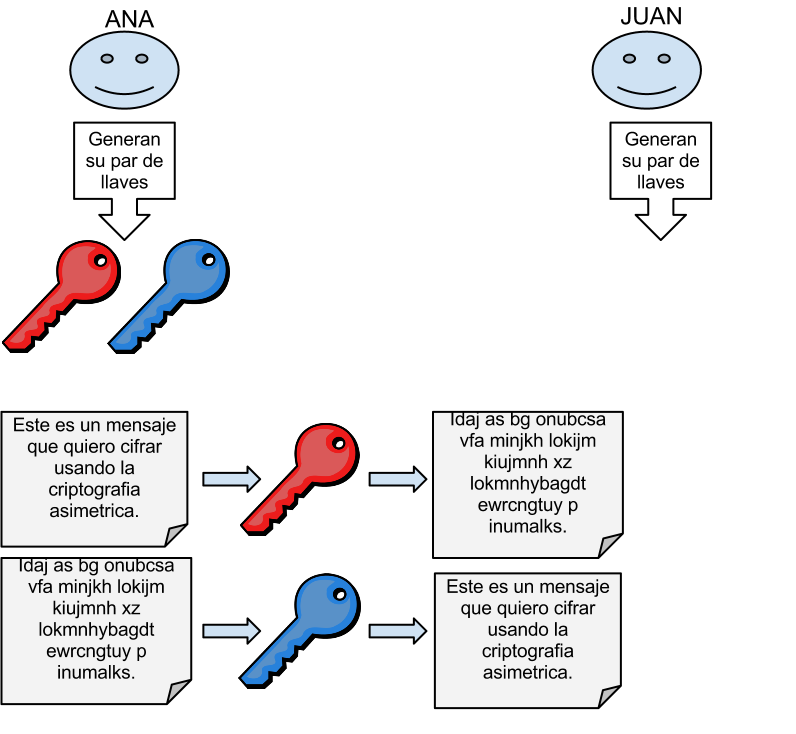 ANA
JUAN
Generan
su par de
llaves
Generan
su par de
llaves
Este es un mensaje
que quiero cifrar
usando la
criptografia
asimetrica.
Idaj as bg onubcsa
vfa minjkh lokijm
kiujmnh xz
lokmnhybagdt
ewrcngtuy p
inumalks.
Idaj as bg onubcsa
vfa minjkh lokijm
kiujmnh xz
lokmnhybagdt
ewrcngtuy p
inumalks.
Este es un mensaje
que quiero cifrar
usando la
criptografia
asimetrica.